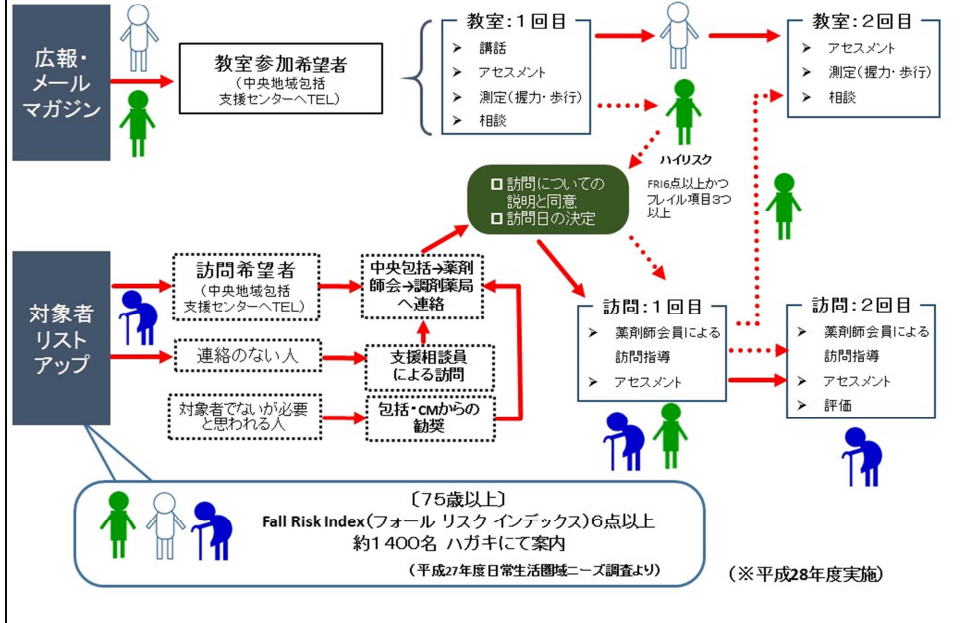 広報・
メール
マガジン
教室参加希望者
(中央地域包括
支援センターへTEL)
教室:1回目
➢ 講話
➢ アセスメント
➢ 測定(握力・歩行)
➢ 相談
教室:2回目
➢ アセスメント
➢ 測定(握力・歩行)
➢ 相談
ハイリスク
FRI6点以上かつ
フレイル項目3つ
以上
□ 訪問についての
説明と同意
□ 訪問日の決定
対象者
リスト
アップ
訪問希望者
(中央地域包括
支援センターへTEL)
中央包括→薬剤
師会→調剤薬局
へ連絡
連絡のない人
支援相談員
による訪問
対象者でないが必要
と思われる人
包括・CMからの
勧奨
訪問:1回目
➢ 薬剤師会員による
訪問指導
➢ アセスメント
訪問:2回目
➢ 薬剤師会員による
訪問指導
➢ アセスメント
➢ 評価
〔75歳以上〕
Fall Risk Index(フォール リスク インデックス)6点以上
約1400名 ハガキにて案内
(平成27年度日常生活圏域ニーズ調査より)
(※平成28年度実施)